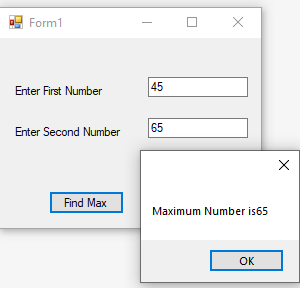 Form1
Enter First Number
45
Enter Second Number
65
Find Max
Maximum Number is65
OK